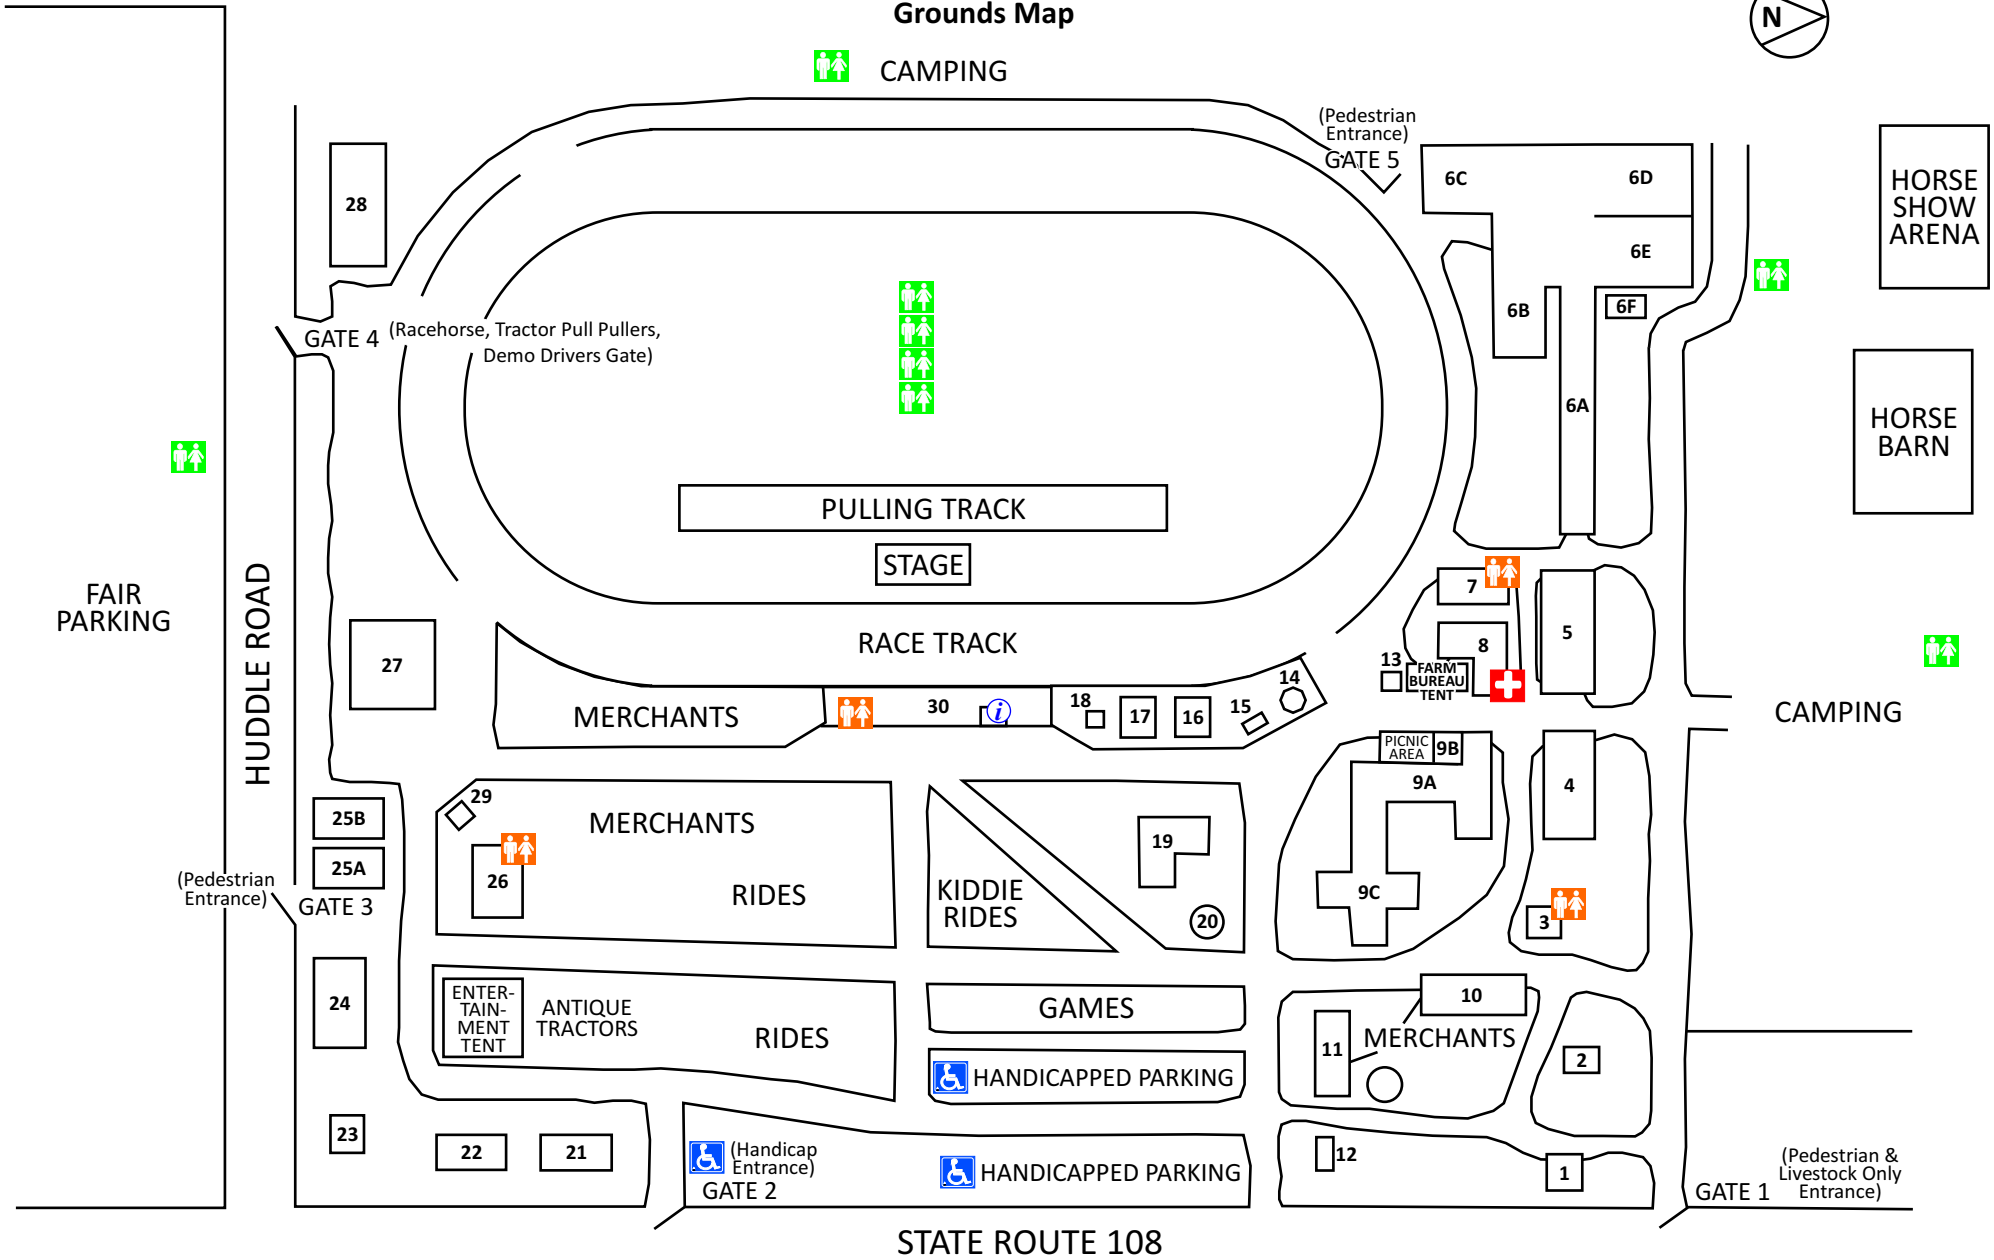 Grounds Map
N
CAMPING
(Pedestrian
Entrance)
GATE 5
6C
6D
HORSE
SHOW
ARENA
28
6E
6B
6F
GATE 4
(Racehorse, Tractor Pull Pullers,
Demo Drivers Gate)
6A
HORSE
BARN
PULLING TRACK
STAGE
FAIR
PARKING
HUDDLE ROAD
7
5
8
RACE TRACK
27
13
FARM
BUREAU
TENT
14
MERCHANTS
30
i
18
17
16
15
CAMPING
PICNIC
AREA
9B
9A
4
29
MERCHANTS
25B
19
25A
26
RIDES
KIDDIE
RIDES
9C
20
3
(Pedestrian
Entrance)
GATE 3
24
ENTER-
TAIN-
MENT
TENT
ANTIQUE
TRACTORS
RIDES
GAMES
10
MERCHANTS
11
2
HANDICAPPED PARKING
23
22
21
(Handicap
Entrance)
GATE 2
HANDICAPPED PARKING
12
1
GATE 1
(Pedestrian &
Livestock Only
Entrance)
STATE ROUTE 108